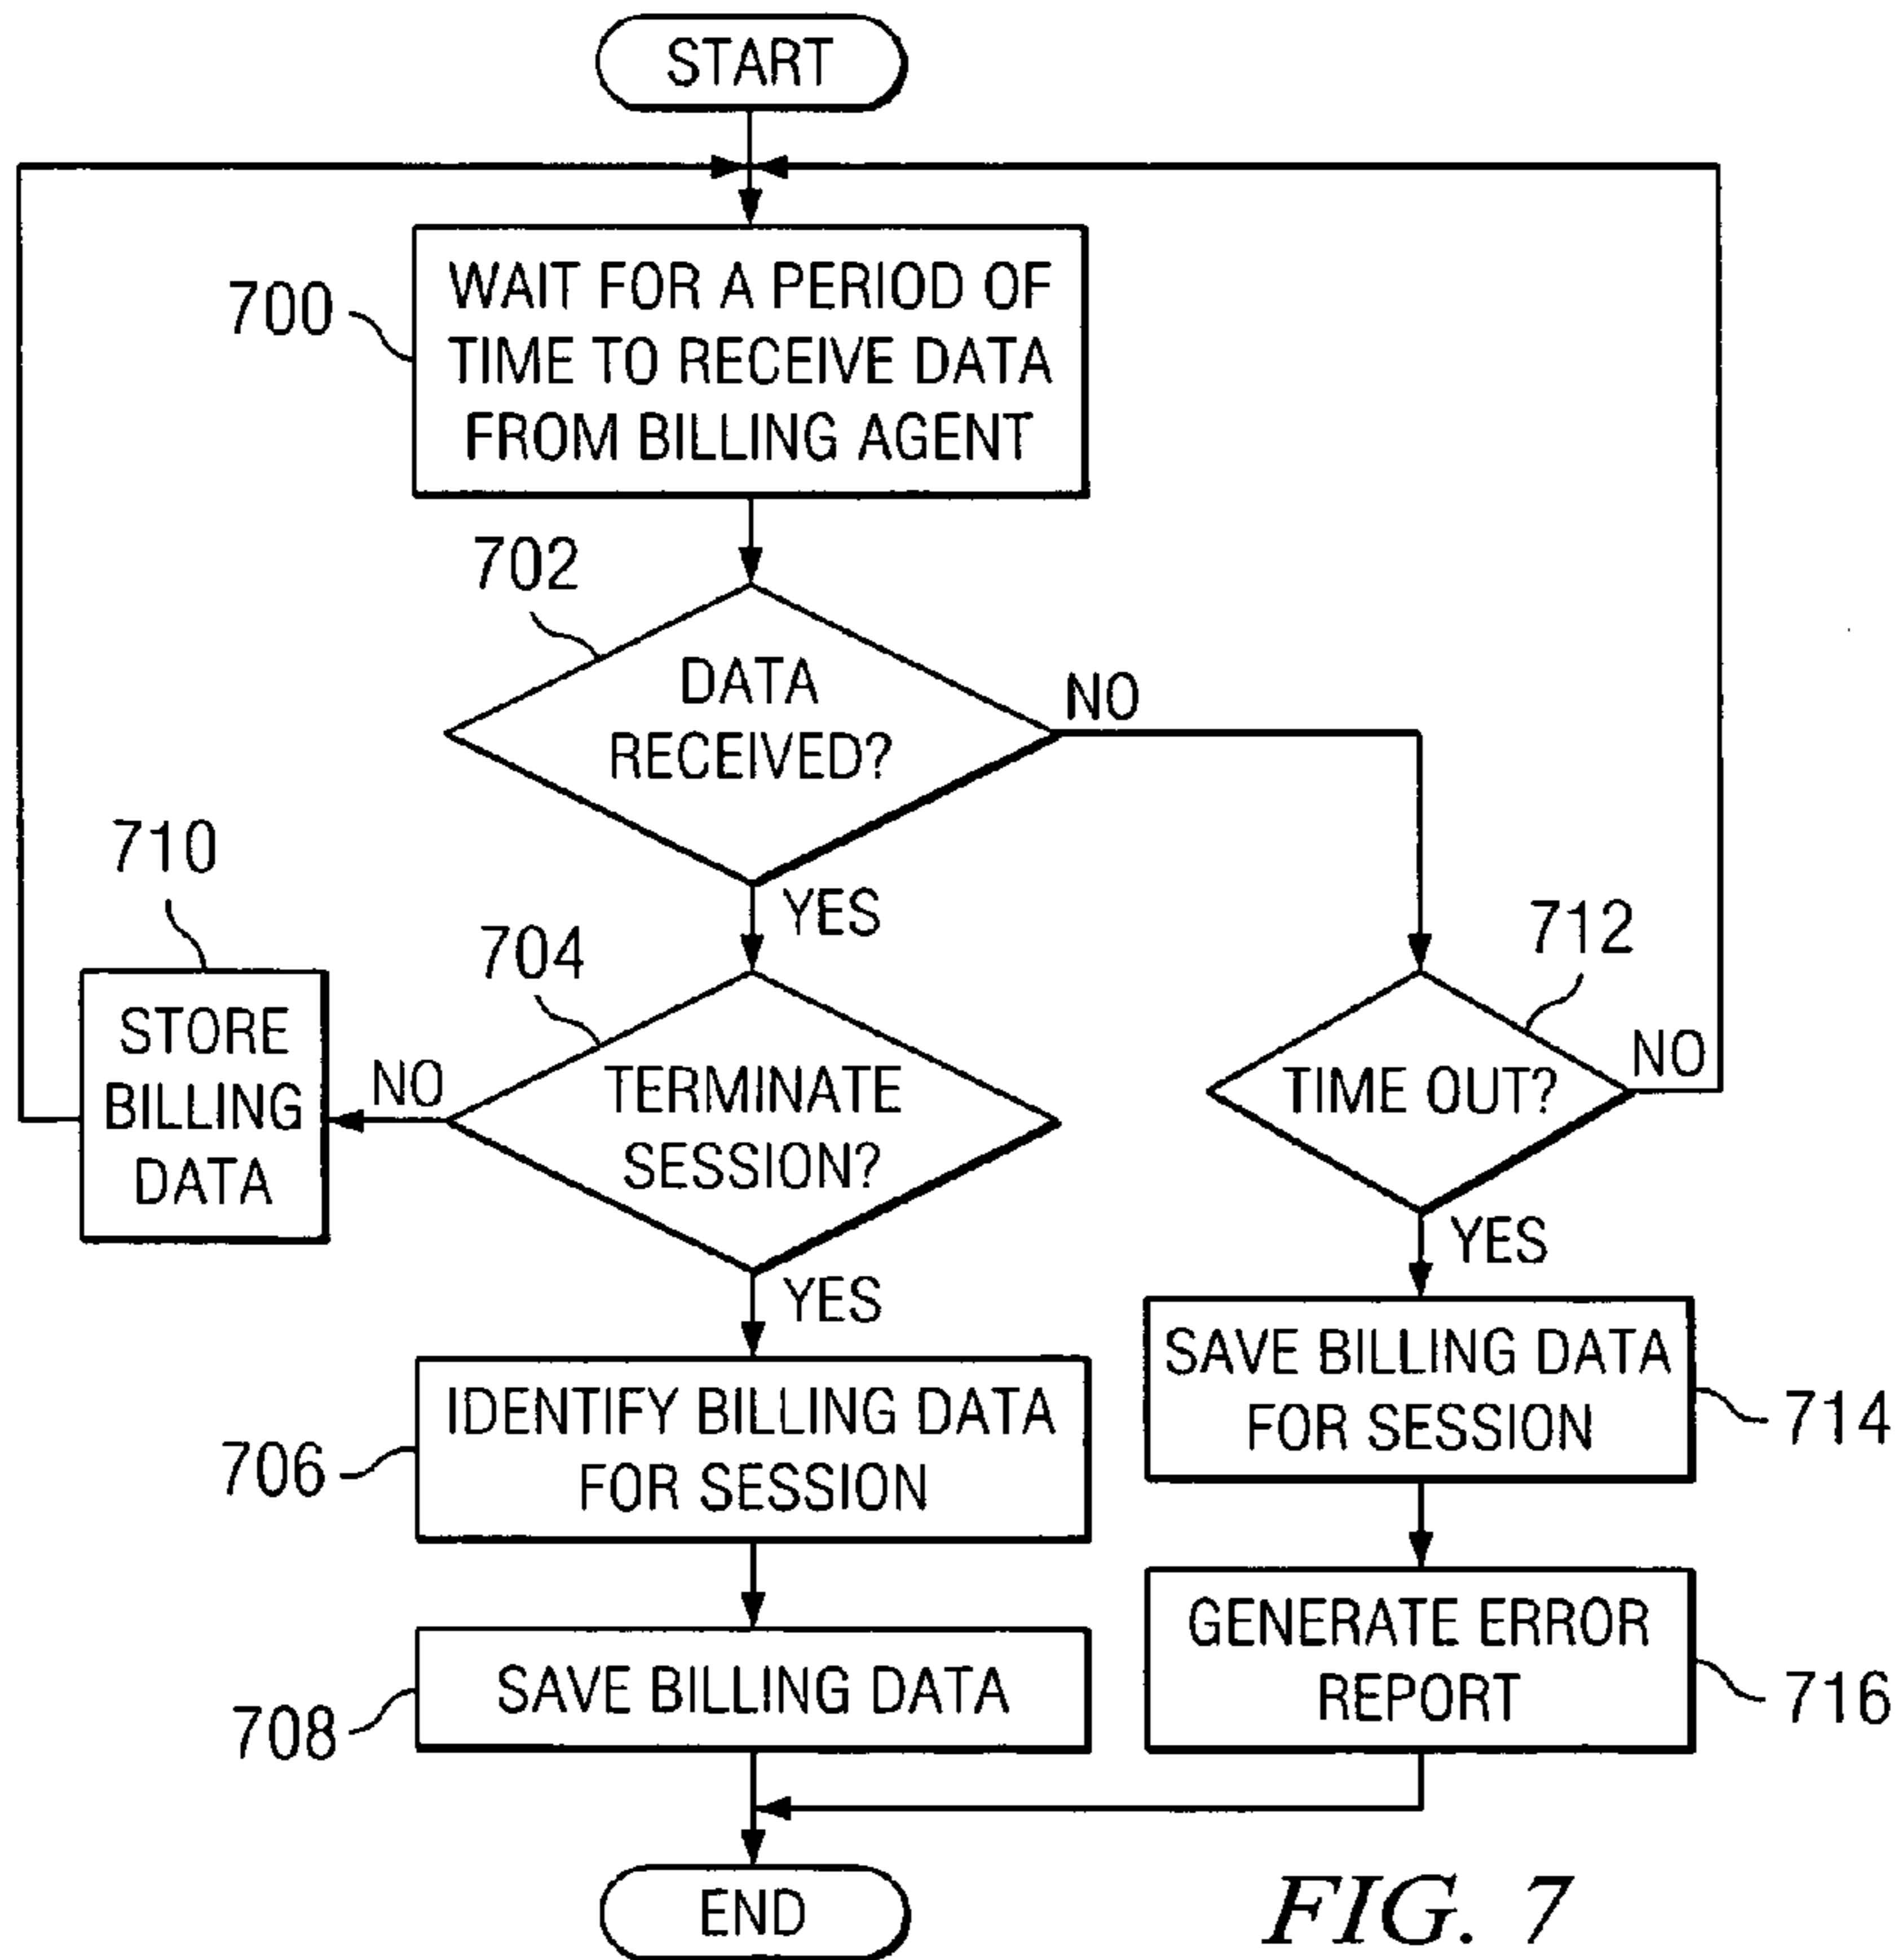 START
700
WAIT FOR A PERIOD OF
TIME TO RECEIVE DATA
FROM BILLING AGENT
702
DATA
RECEIVED?
NO
YES
710
STORE
BILLING
DATA
NO
704
TERMINATE
SESSION?
YES
712
TIME OUT?
NO
YES
706
IDENTIFY BILLING DATA
FOR SESSION
SAVE BILLING DATA
FOR SESSION
714
708
SAVE BILLING DATA
GENERATE ERROR
REPORT
716
END
FIG. 7